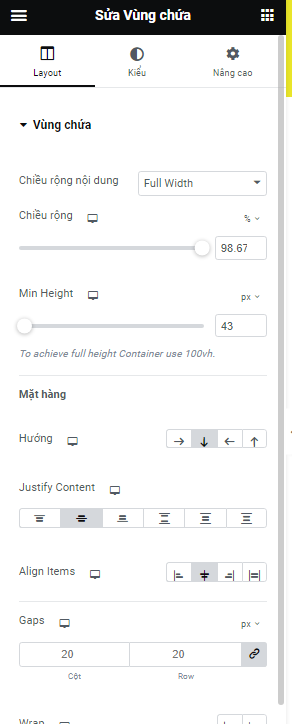 Sửa Vùng chứa
Layout
Kiểu
Nâng cao
Vùng chứa
Chiều rộng nội dung
Full Width
Chiều rộng
%
98.67
Min Height
px
43
To achieve full height Container use 100vh.
Mặt hàng
Hướng
Justify Content
Align Items
Gaps
px
20
20
Cột
Row
Wrap